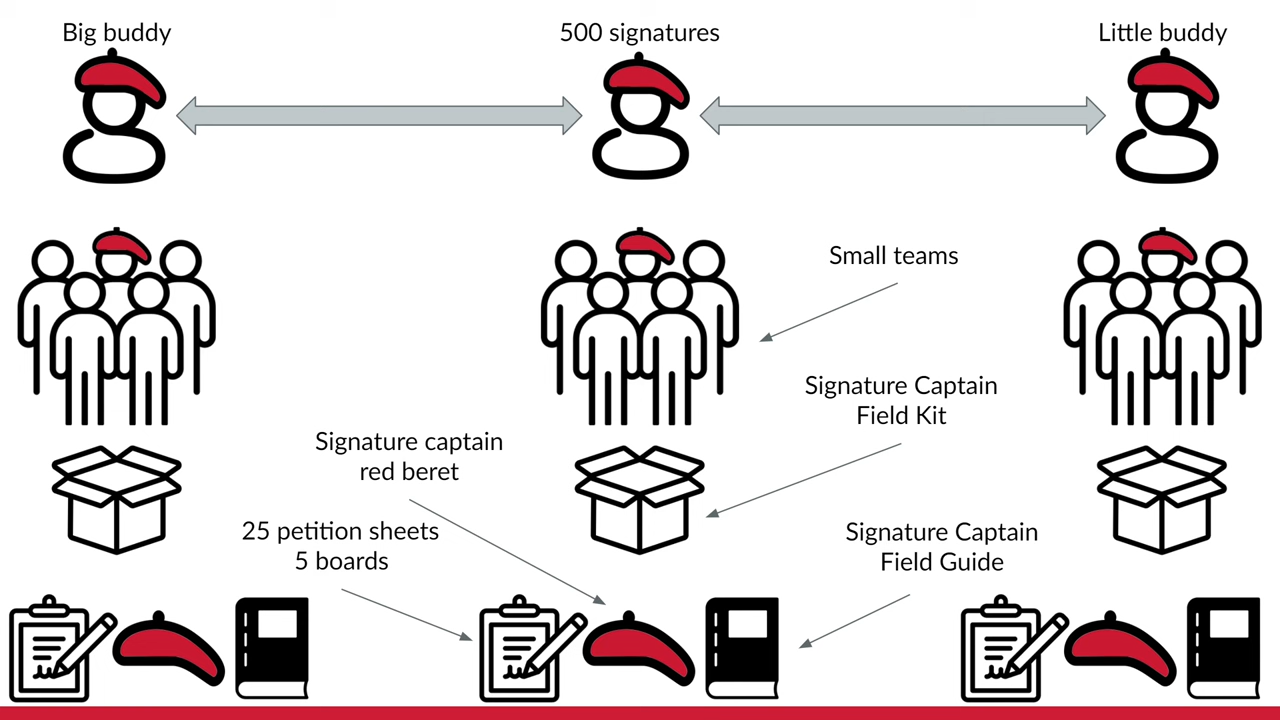 Big buddy
500 signatures
Little buddy
Small teams
Signature Captain
Field Kit
Signature captain
red beret
25 petition sheets
5 boards
Signature Captain
Field Guide